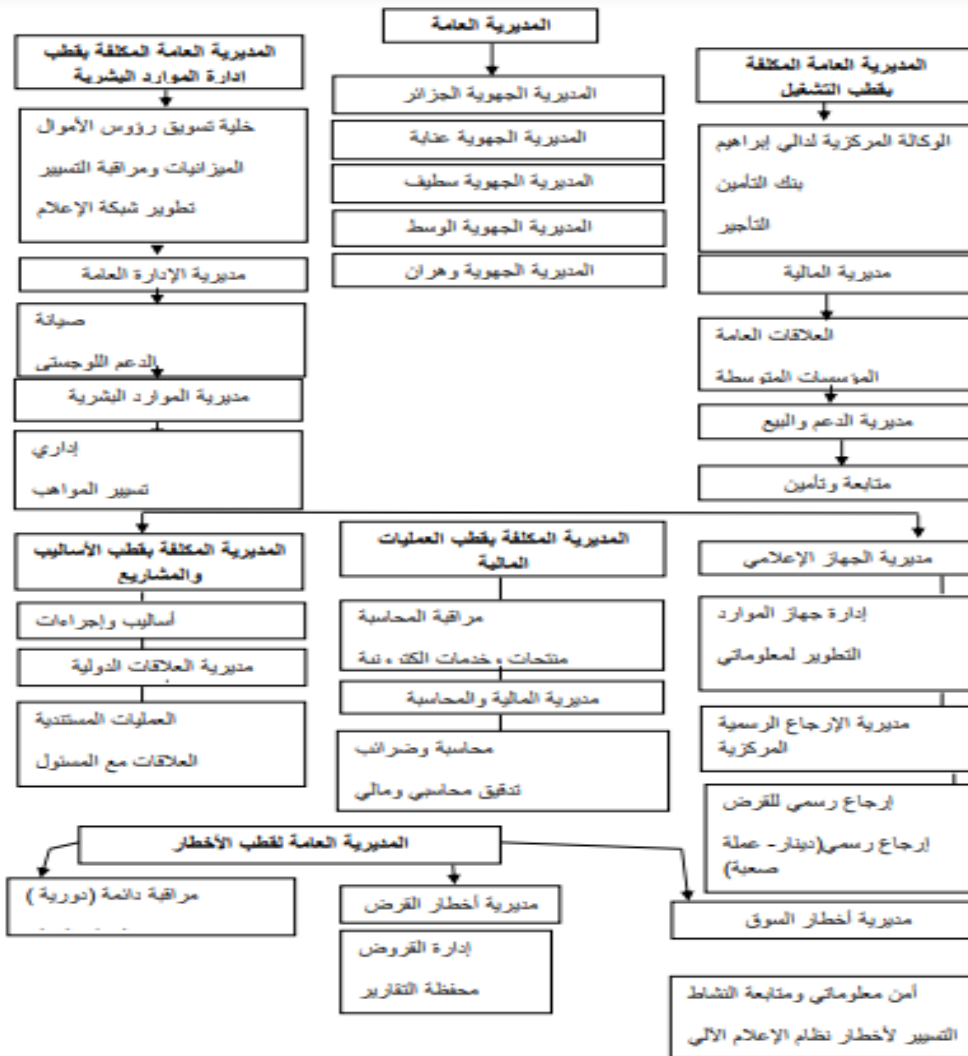 المديرية العامة
المديرية الجهوية الجزائر
المديرية الجهوية عنابة
المديرية الجهوية سطيف
المديرية الجهوية الوسط
المديرية الجهوية وهران
المديرية العامة المكلفة
بقطب التشغيل
الوكالة المركزية لدالي إبراهيم
بنك التأمين
التأجير
مديرية المالية
العلاقات العامة
المؤسسات المتوسطة
مديرية الدعم والبيع
متابعة وتأمين
المديرية العامة المكلفة بقطب
إدارة الموارد البشرية
خلية تسويق رؤوس الأموال
الميزانيات ومراقبة التسيير
تطوير شبكة الإعلام
مديرية الإدارة العامة
صيانة
الدعم اللوجستي
مديرية الموارد البشرية
إداري
تسيير المواهب
مديرية الجهاز الإعلامي
إدارة جهاز الموارد
التطوير لمعلوماتي
مديرية الإرجاع الرسمية
المركزية
إرجاع رسمي للقرض
إرجاع رسمي(دينار- عملة
صعبة)
المديرية المكلفة بقطب العمليات
المالية
مراقبة المحاسبة
منتجات وخدمات الكترونية
مديرية المالية والمحاسبة
محاسبة وضرائب
تدقيق محاسبي ومالي
المديرية المكلفة بقطب الأساليب
والمشاريع
أساليب وإجراءات
مديرية العلاقات الدولية
العمليات المستندية
العلاقات مع المسئول
المديرية العامة لقطب الأخطار
مديرية أخطار السوق
أمن معلوماتي ومتابعة النشاط
التسيير لأخطار نظام الإعلام الآلي
مديرية أخطار القرض
إدارة القروض
محفظة التقارير
مراقبة دائمة (دورية )